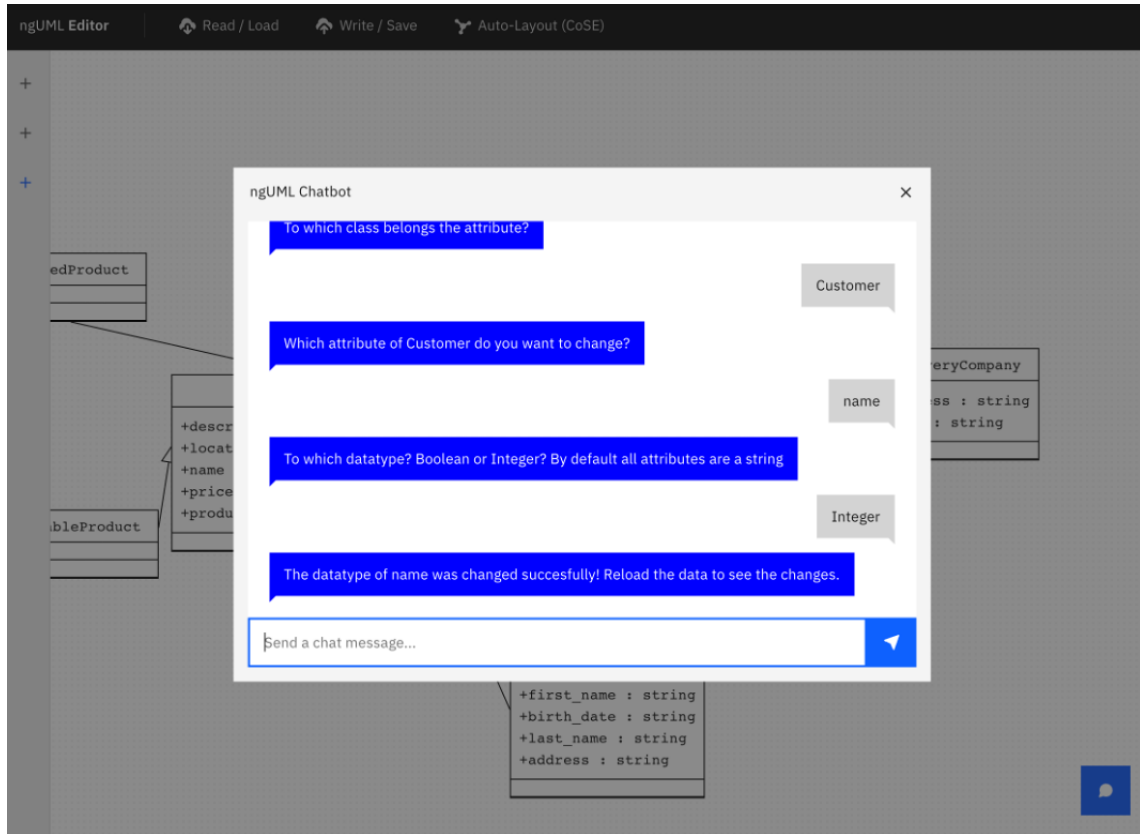 ngUML Editor
Read / Load
Write / Save
Auto-Layout (CoSE)
ngUML Chatbot
To which class belongs the attribute?
Customer
Which attribute of Customer do you want to change?
name
To which datatype? Boolean or Integer? By default all attributes are a string
Integer
The datatype of name was changed succesfully! Reload the data to see the changes.
Send a chat message...
edProduct
+descr
+locat
+name
+price
+produ
bleProduct
eryCompany
ss : string
: string
+first_name : string
+birth_date : string
+last_name : string
+address : string